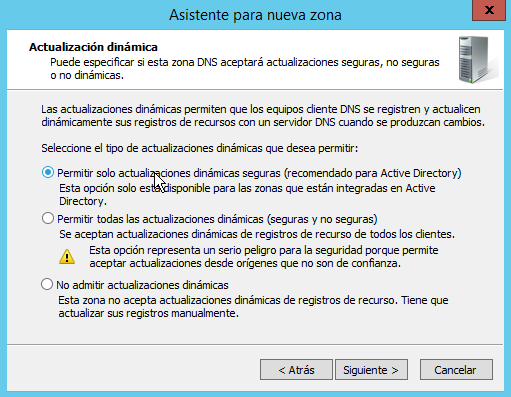 Asistente para nueva zona
x
Actualización dinámica
Puede especificar si esta zona DNS aceptará actualizaciones seguras, no seguras
o no dinámicas.
Las actualizaciones dinámicas permiten que los equipos cliente DNS se registren y actualicen
dinámicamente sus registros de recursos con un servidor DNS cuando se produzcan cambios.
Seleccione el tipo de actualizaciones dinámicas que desea permitir:
Permitir solo actualizaciones dinámicas seguras (recomendado para Active Directory)
Esta opción solo está disponible para las zonas que están integradas en Active
Directory.
Permitir todas las actualizaciones dinámicas (seguras y no seguras)
Se aceptan actualizaciones dinámicas de registros de recurso de todos los clientes.
Esta opción representa un serio peligro para la seguridad porque permite
aceptar actualizaciones desde orígenes que no son de confianza.
No admitir actualizaciones dinámicas
Esta zona no acepta actualizaciones dinámicas de registros de recurso. Tiene que
actualizar sus registros manualmente.
< Atrás
Siguiente >
Cancelar